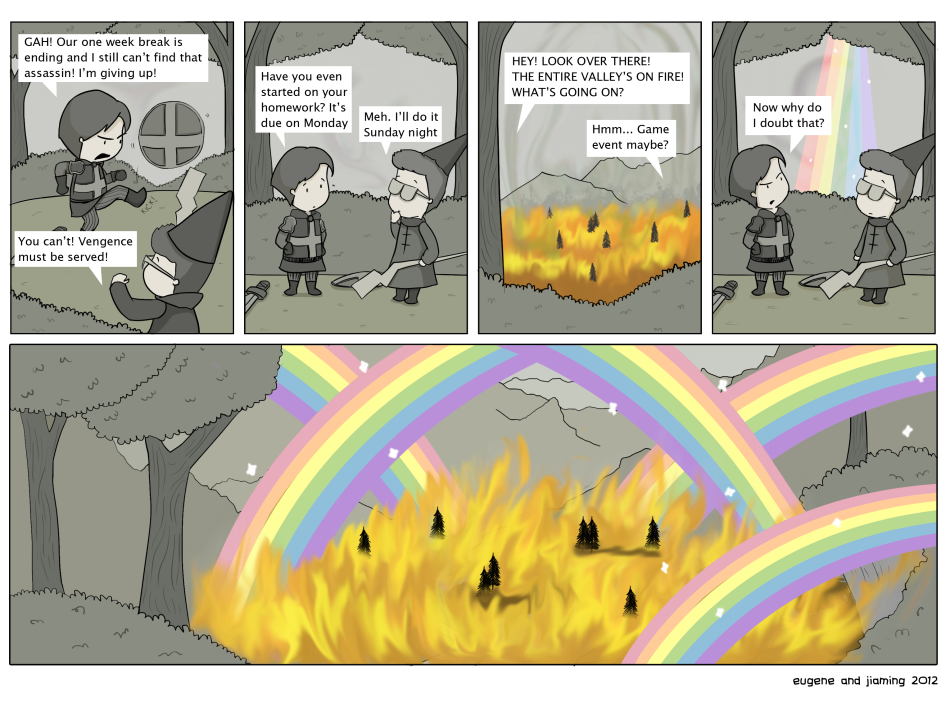 GAH! Our one week break is
ending and I still can't find that
assassin! I'm giving up!
KICK!
You can't! Vengence
must be served!
Have you even
started on your
homework? It's
due on Monday
Meh. I'll do it
Sunday night
HEY! LOOK OVER THERE!
THE ENTIRE VALLEY'S ON FIRE!
WHAT'S GOING ON?
Hmm... Game
event maybe?
Now why do
I doubt that?
eugene and jiaming 2012